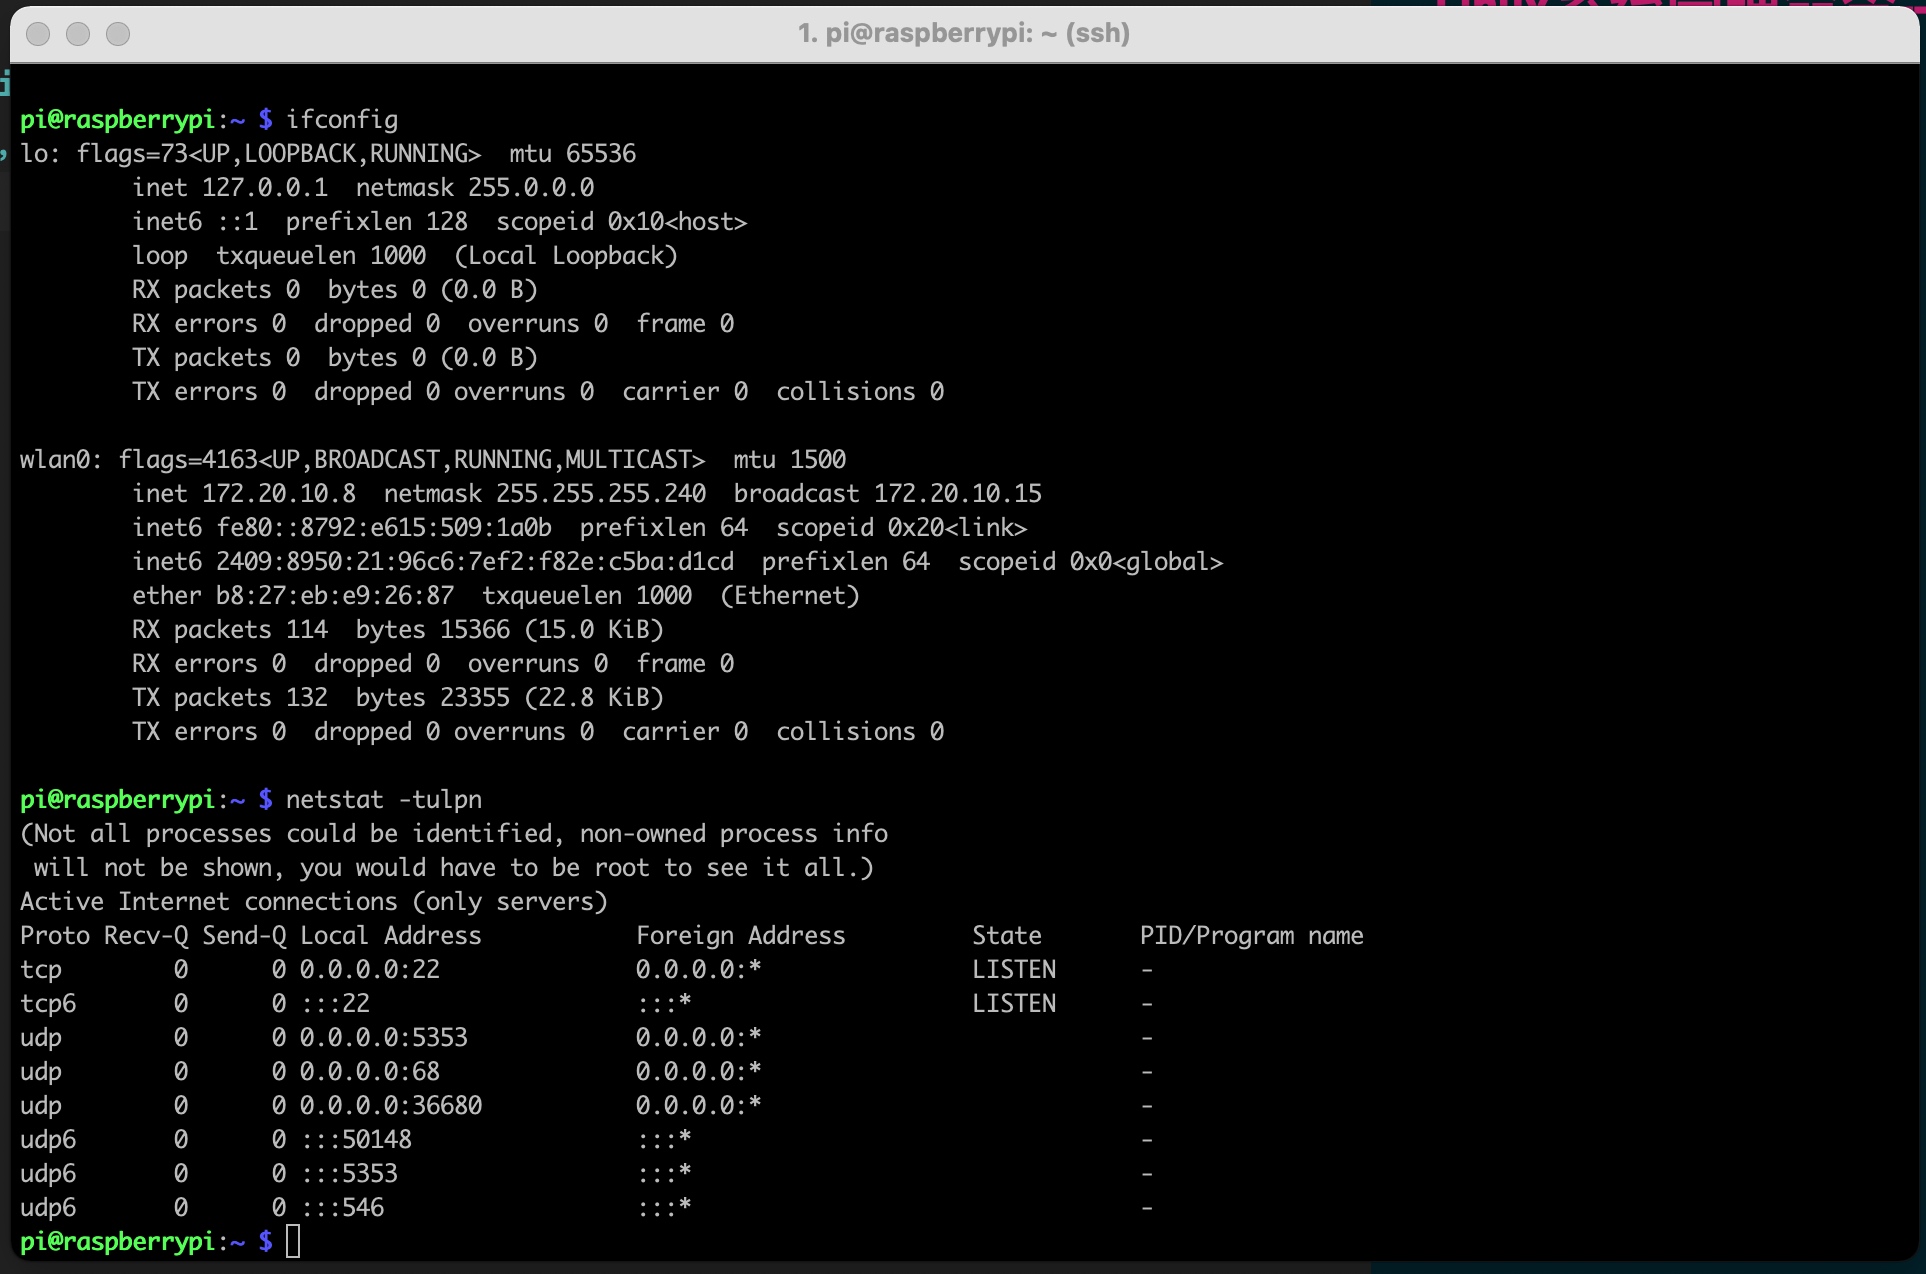 1. pi@raspberrypi: ~ (ssh)
pi@raspberrypi:~ $ ifconfig
lo: flags=73<UP,LOOPBACK,RUNNING>  mtu 65536
        inet 127.0.0.1  netmask 255.0.0.0
        inet6 ::1  prefixlen 128  scopeid 0x10<host>
        loop  txqueuelen 1000  (Local Loopback)
        RX packets 0  bytes 0 (0.0 B)
        RX errors 0  dropped 0  overruns 0  frame 0
        TX packets 0  bytes 0 (0.0 B)
        TX errors 0  dropped 0 overruns 0  carrier 0  collisions 0
wlan0: flags=4163<UP,BROADCAST,RUNNING,MULTICAST>  mtu 1500
        inet 172.20.10.8  netmask 255.255.255.240  broadcast 172.20.10.15
        inet6 fe80::8792:e615:509:1a0b  prefixlen 64  scopeid 0x20<link>
        inet6 2409:8950:21:96c6:7ef2:f82e:c5ba:d1cd  prefixlen 64  scopeid 0x0<global>
        ether b8:27:eb:e9:26:87  txqueuelen 1000  (Ethernet)
        RX packets 114  bytes 15366 (15.0 KiB)
        RX errors 0  dropped 0  overruns 0  frame 0
        TX packets 132  bytes 23355 (22.8 KiB)
        TX errors 0  dropped 0 overruns 0  carrier 0  collisions 0
pi@raspberrypi:~ $ netstat -tulpn
(Not all processes could be identified, non-owned process info
 will not be shown, you would have to be root to see it all.)
Active Internet connections (only servers)
Proto Recv-Q Send-Q Local Address           Foreign Address         State       PID/Program name
tcp        0      0 0.0.0.0:22              0.0.0.0:*               LISTEN      -
tcp6       0      0 :::22                   :::*                    LISTEN      -
udp        0      0 0.0.0.0:5353            0.0.0.0:*                           -
udp        0      0 0.0.0.0:68              0.0.0.0:*                           -
udp        0      0 0.0.0.0:36680           0.0.0.0:*                           -
udp6       0      0 :::50148                :::*                                -
udp6       0      0 :::5353                 :::*                                -
udp6       0      0 :::546                  :::*                                -
pi@raspberrypi:~ $